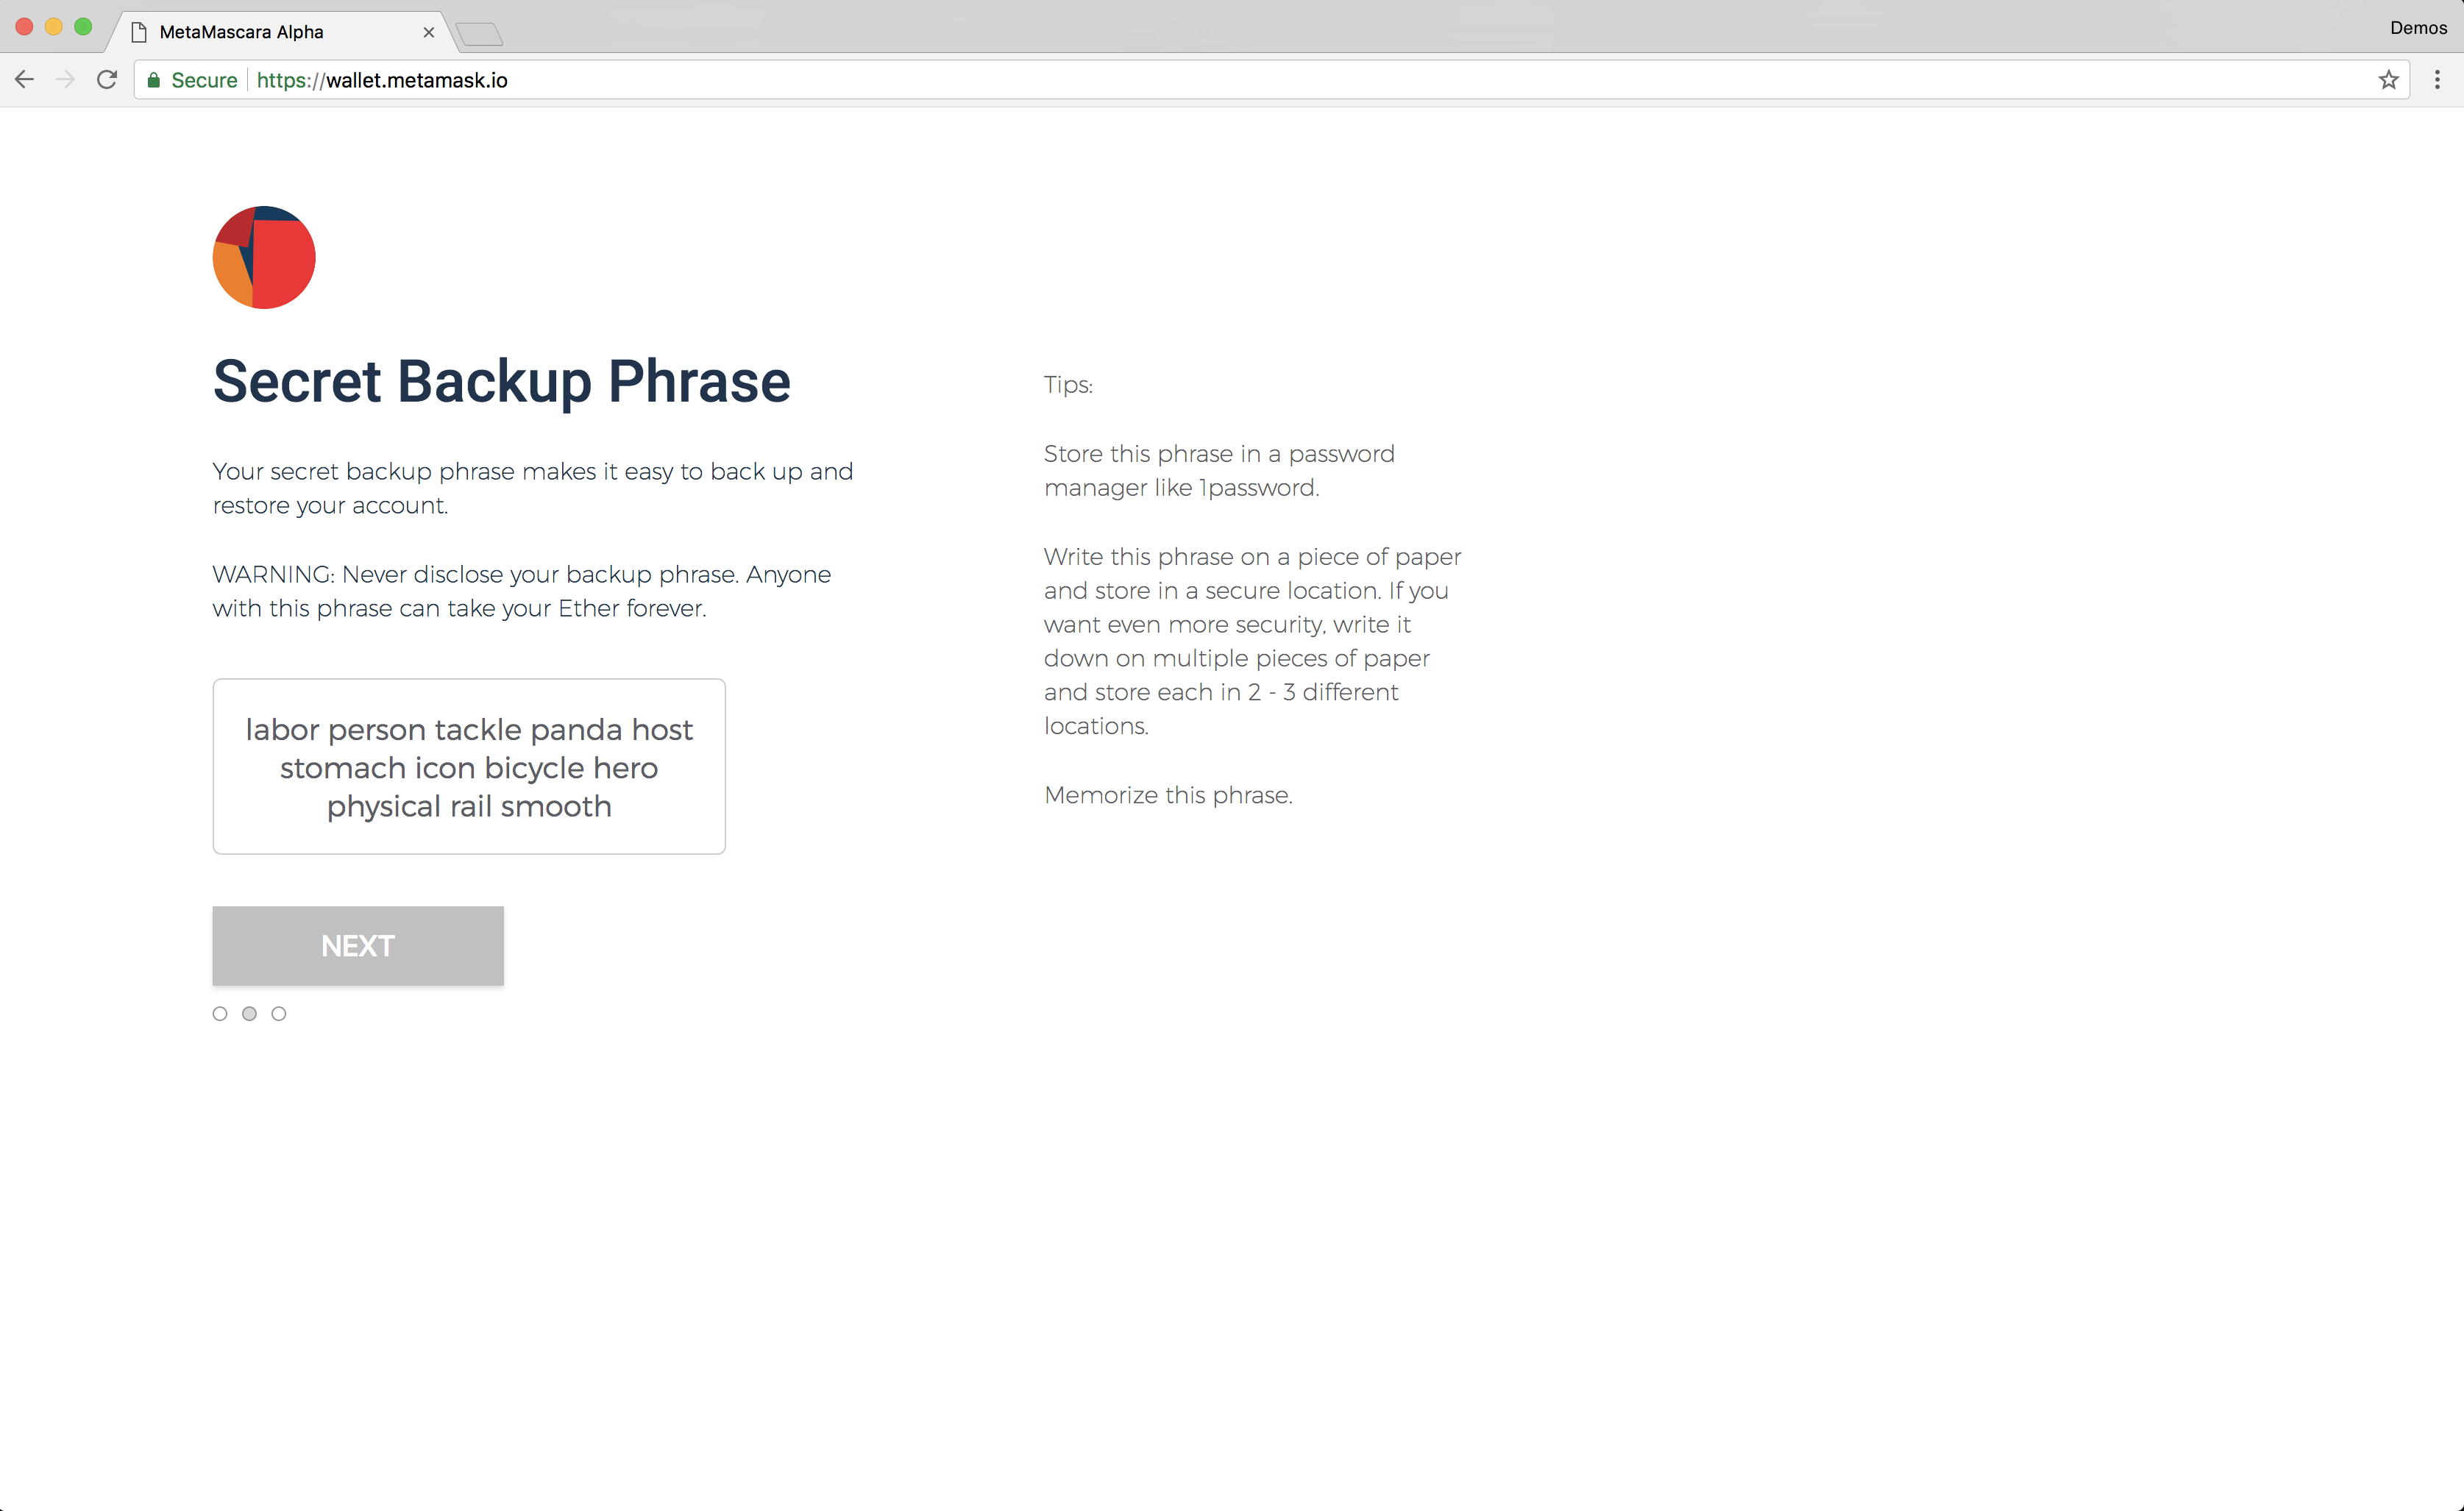 MetaMascara Alpha
Demos
Secure https://wallet.metamask.io
Secret Backup Phrase
Your secret backup phrase makes it easy to back up and
restore your account.
WARNING: Never disclose your backup phrase. Anyone
with this phrase can take your Ether forever.
labor person tackle panda host
stomach icon bicycle hero
physical rail smooth
NEXT
Tips:
Store this phrase in a password
manager like 1password.
Write this phrase on a piece of paper
and store in a secure location. If you
want even more security, write it
down on multiple pieces of paper
and store each in 2 - 3 different
locations.
Memorize this phrase.